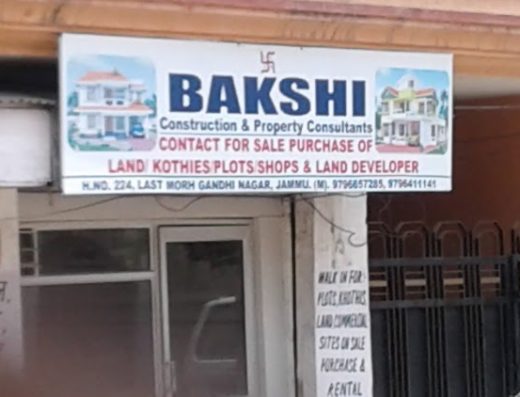 BAKSHI
Construction & Property Consultants
CONTACT FOR SALE PURCHASE OF
LAND/ KOTHIES/PLOTS/SHOPS & LAND DEVELOPER
H.NO. 224, LAST MORH GANDHI NAGAR, JAMMU. (M). 9796657285, 9796411141
WALK IN FOR
PLOTS, KHOTHIS,
LAND, COMMERCIAL
SITES ON SALE
PURCHASE &
RENTAL